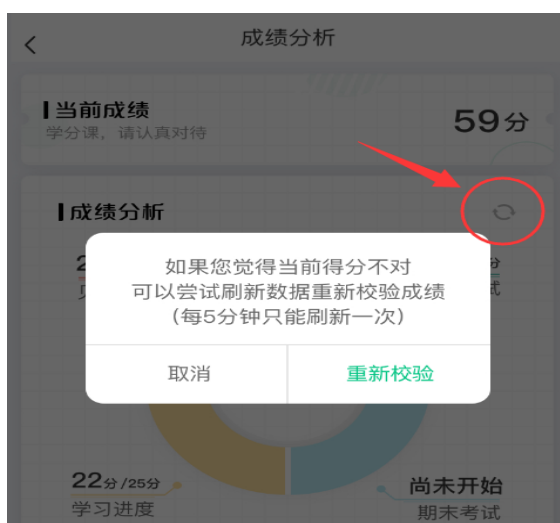 成绩分析
当前成绩
59分
学分课，请认真对待
成绩分析
如果您觉得当前得分不对
可以尝试刷新数据重新校验成绩
（每5分钟只能刷新一次）
取消
重新校验
22分/25分
学习进度
尚未开始
期末考试